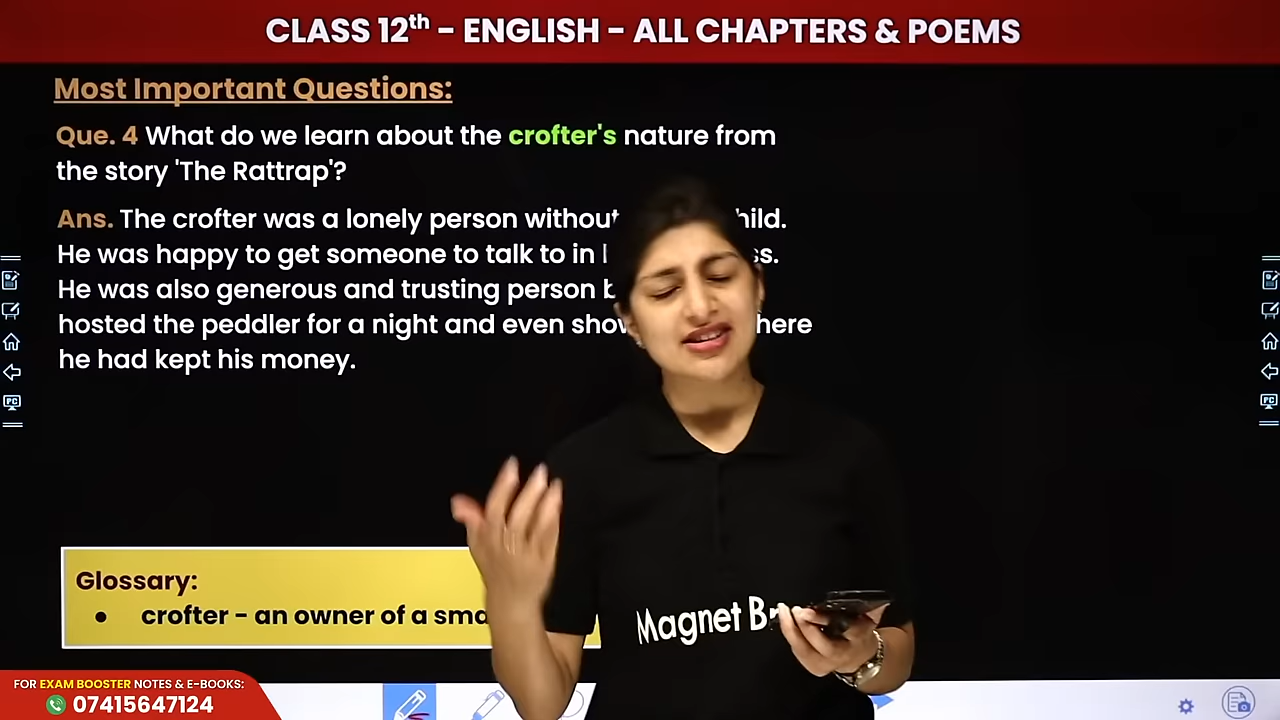 CLASS 12th - ENGLISH - ALL CHAPTERS & POEMS
Most Important Questions:
Que. 4 What do we learn about the crofter's nature from
the story 'The Rattrap'?
Ans. The crofter was a lonely person without
He was happy to get someone to talk to in
He was also generous and trusting person
hosted the peddler for a night and even
he had kept his money.
Glossary:
• crofter - an owner of a
Magnet
FOR EXAM BOOSTER NOTES & E-BOOKS:
07415647124